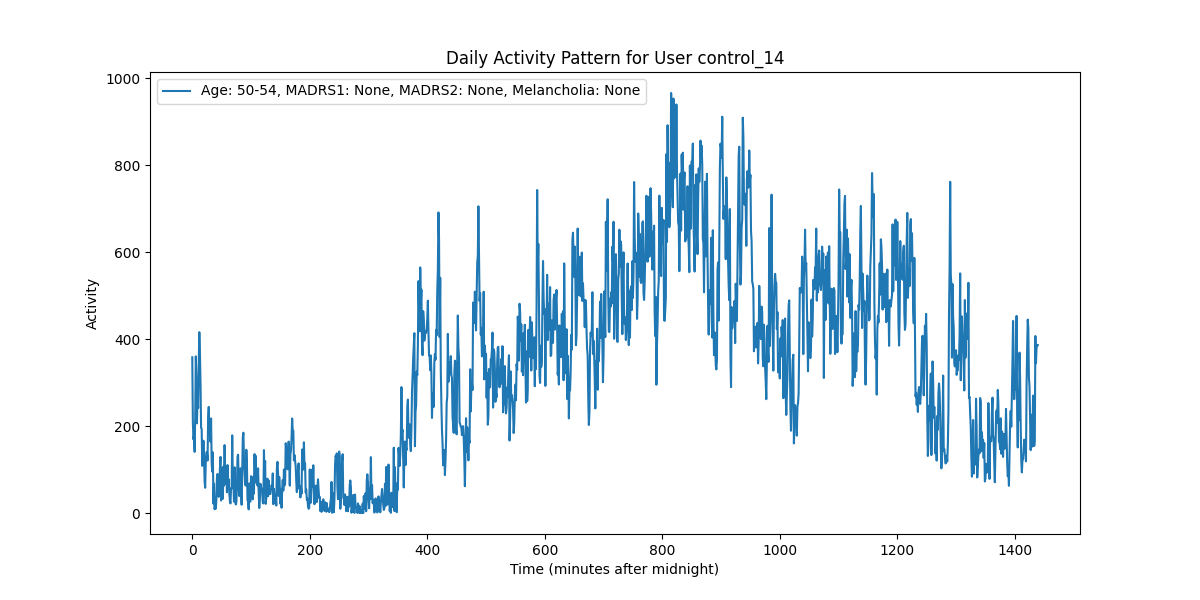 Daily Activity Pattern for User control_14
Age: 50-54, MADRS1: None, MADRS2: None, Melancholia: None
1000
800
600
400
200
0
Activity
0 200 400 600 800 1000 1200 1400
Time (minutes after midnight)